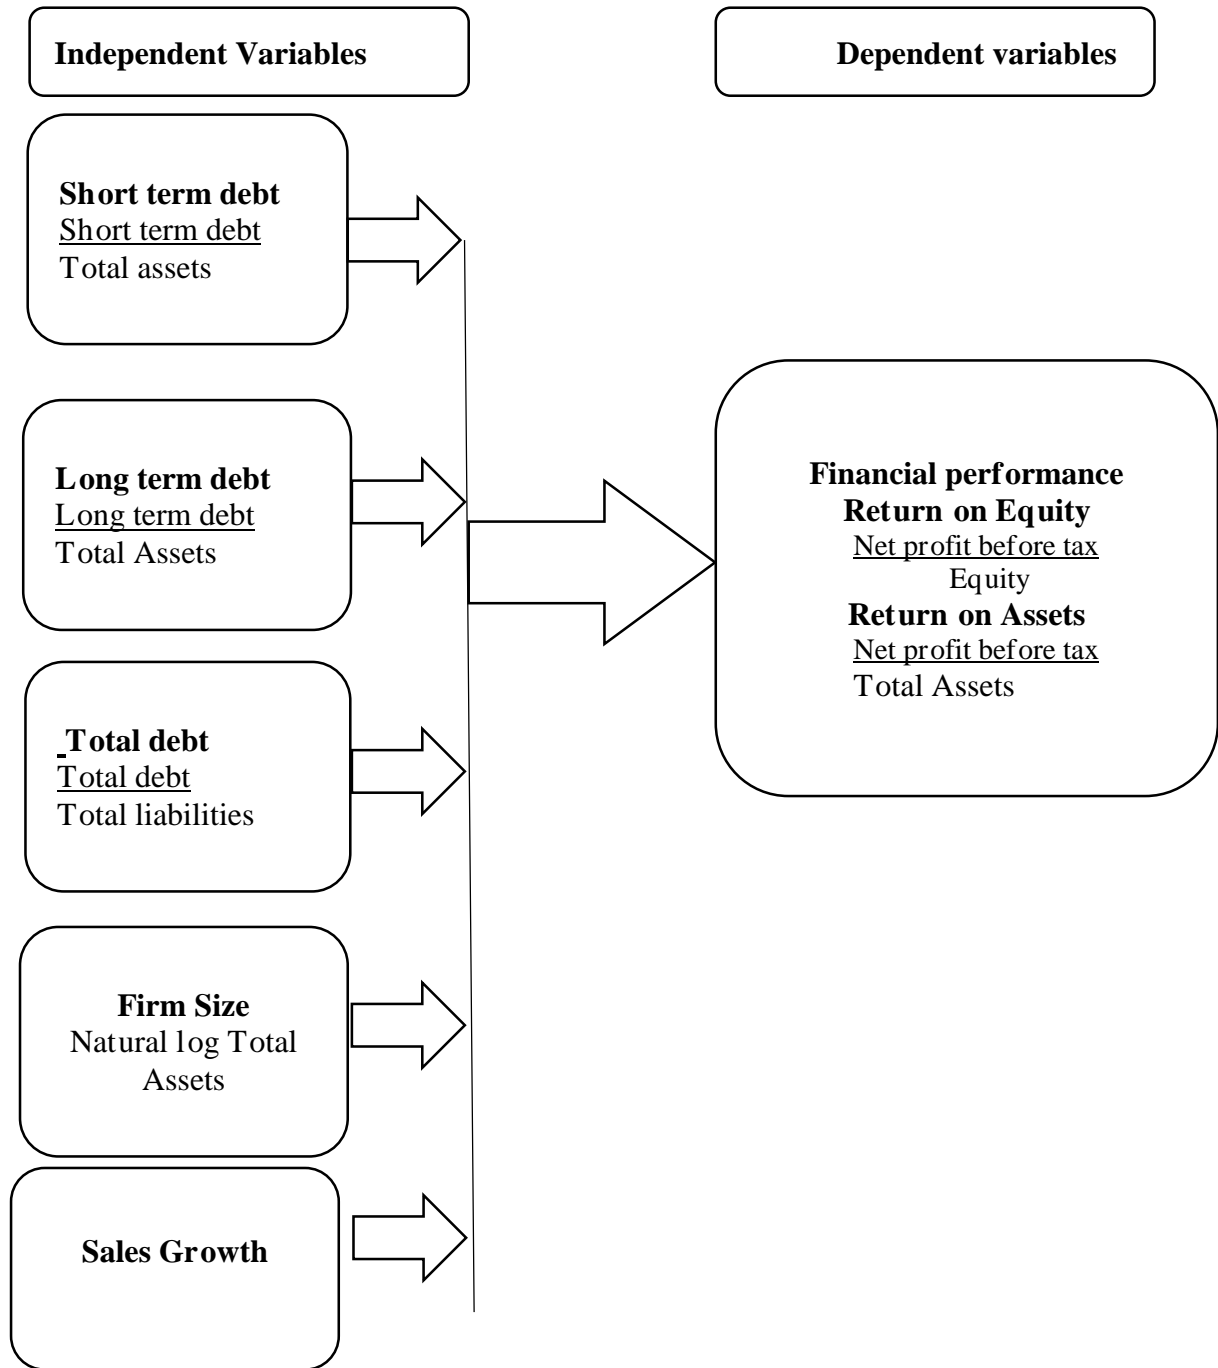 Independent Variables
Dependent variables
Short term debt
Short term debt
Total assets
Long term debt
Long term debt
Total Assets
Total debt
Total debt
Total liabilities
Firm Size
Natural log Total
Assets
Sales Growth
Financial performance
Return on Equity
Net profit before tax
Equity
Return on Assets
Net profit before tax
Total Assets